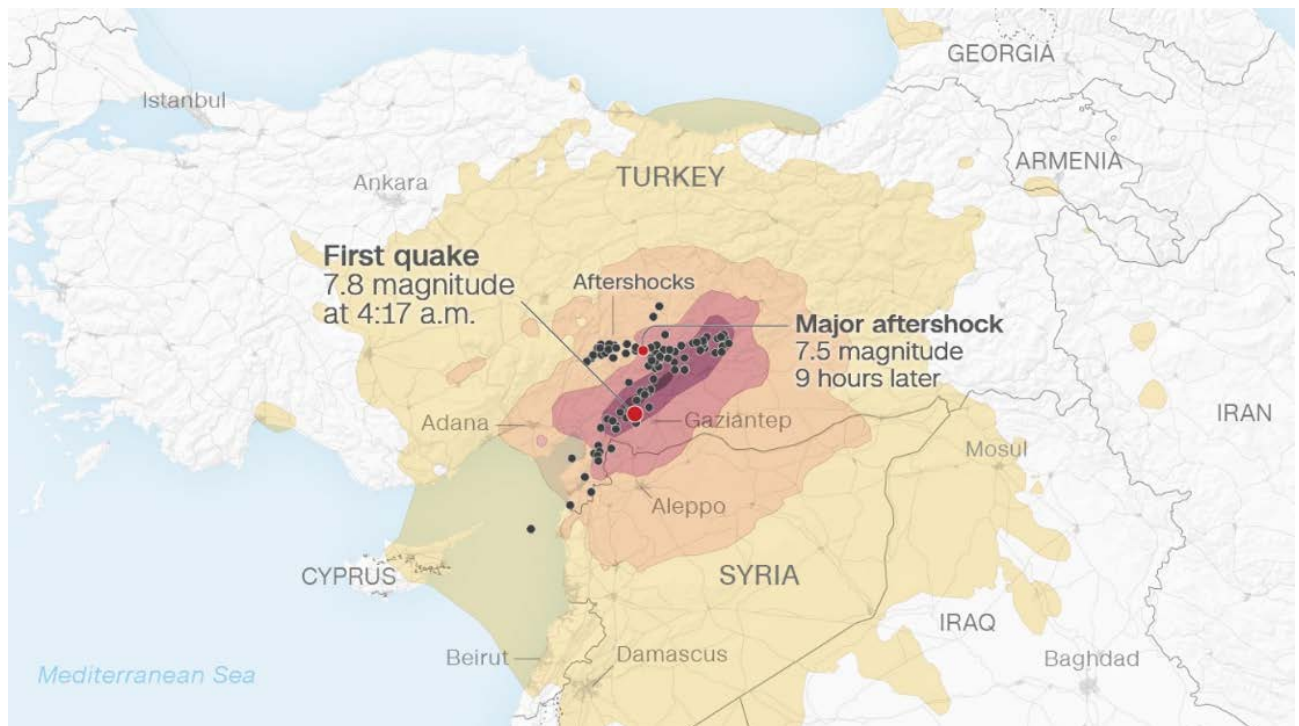 GEORGIA
Istanbul
ARMENIA
TURKEY
Ankara
First quake
7.8 magnitude
at 4:17 a.m.
Aftershocks
Major aftershock
7.5 magnitude
9 hours later
IRAN
Adana
Gaziantep
Mosul
Aleppo
CYPRUS
SYRIA
IRAQ
Beirut
Damascus
Baghdad
Mediterranean Sea